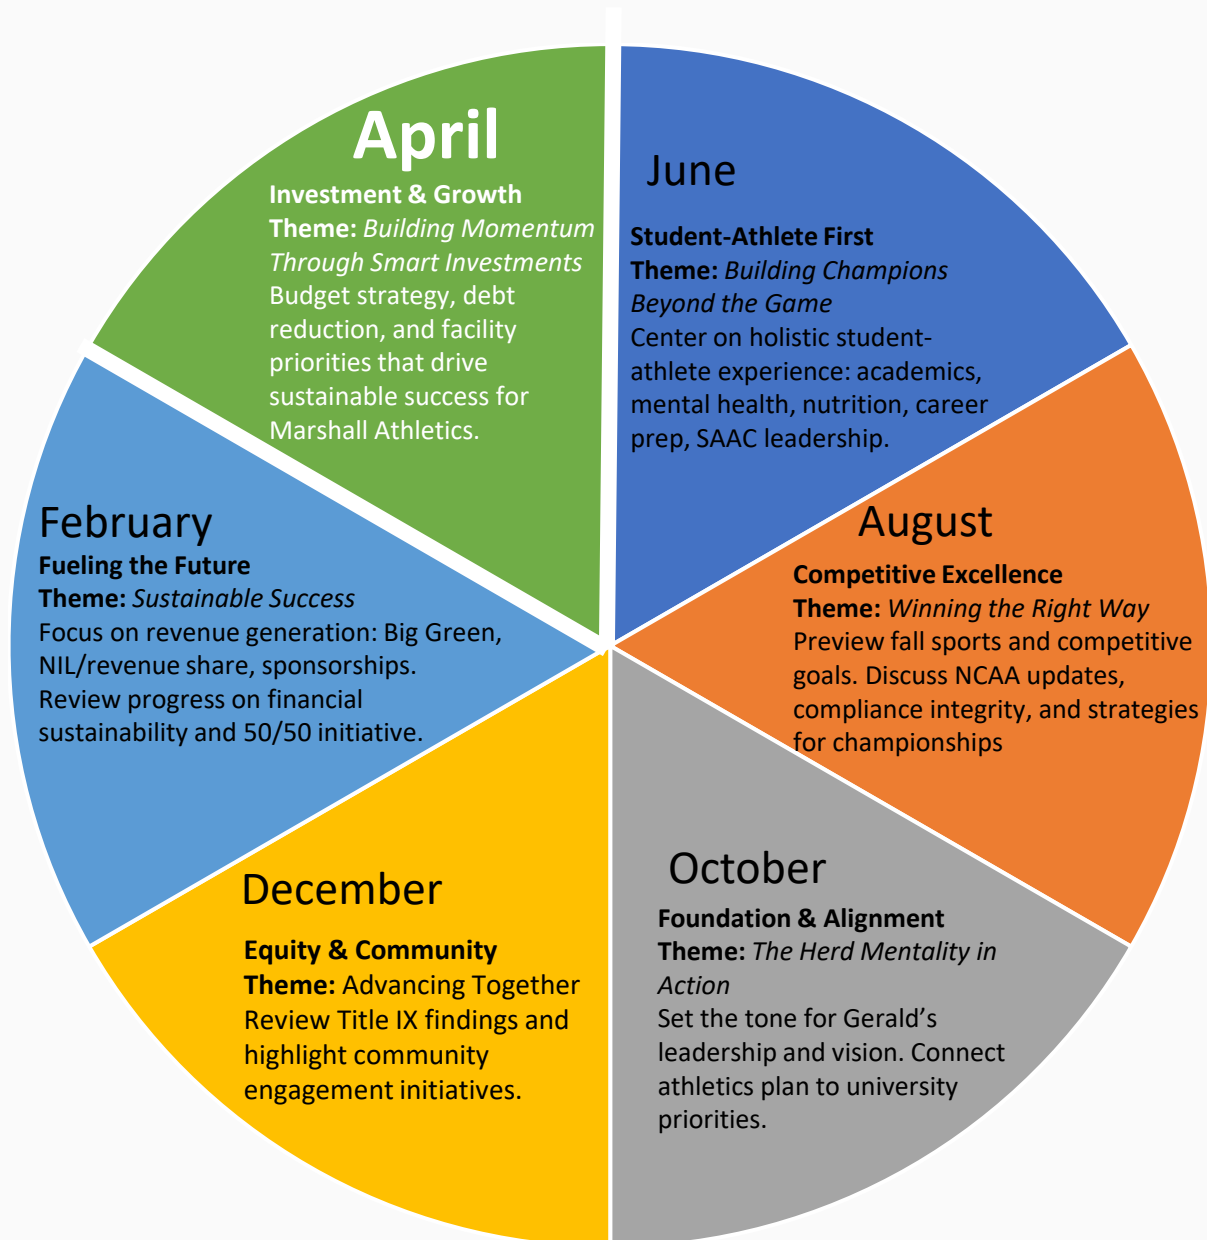 April
Investment & Growth
Theme: Building Momentum
Through Smart Investments
Budget strategy, debt
reduction, and facility
priorities that drive
sustainable success for
Marshall Athletics.
June
Student-Athlete First
Theme: Building Champions
Beyond the Game
Center on holistic student-
athlete experience: academics,
mental health, nutrition, career
prep, SAAC leadership.
February
Fueling the Future
Theme: Sustainable Success
Focus on revenue generation: Big Green,
NIL/revenue share, sponsorships.
Review progress on financial
sustainability and 50/50 initiative.
August
Competitive Excellence
Theme: Winning the Right Way
Preview fall sports and competitive
goals. Discuss NCAA updates,
compliance integrity, and strategies
for championships
December
Equity & Community
Theme: Advancing Together
Review Title IX findings and
highlight community
engagement initiatives.
October
Foundation & Alignment
Theme: The Herd Mentality in
Action
Set the tone for Gerald’s
leadership and vision. Connect
athletics plan to university
priorities.